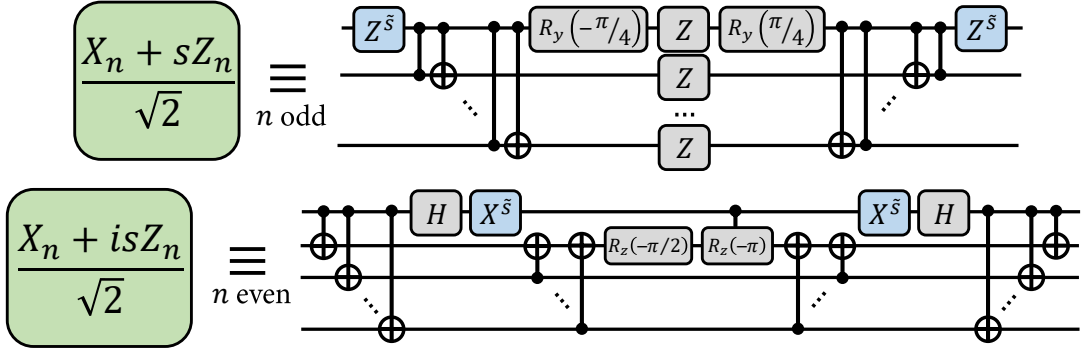 Z^s̃ R_y(−π/4) Z R_y(π/4) Z^s̃
X_n + sZ_n
√2
≡
n odd
Z
...
Z
H X^s̃ X^s̃ H
X_n + isZ_n
√2
≡
n even
R_z(−π/2) R_z(−π)